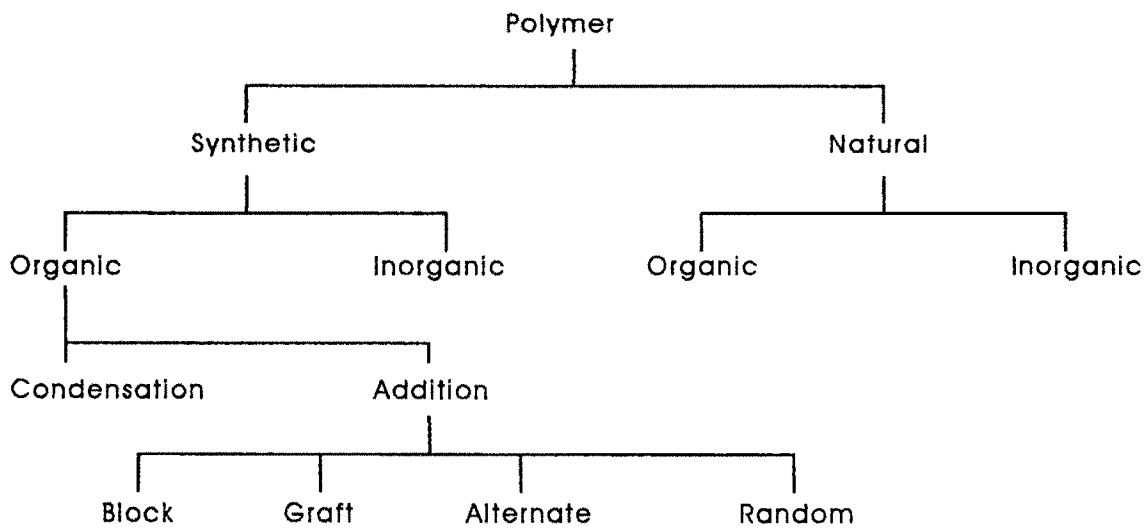 Polymer
Synthetic Natural
Organic Inorganic Organic Inorganic
Condensation Addition
Block Graft Alternate Random